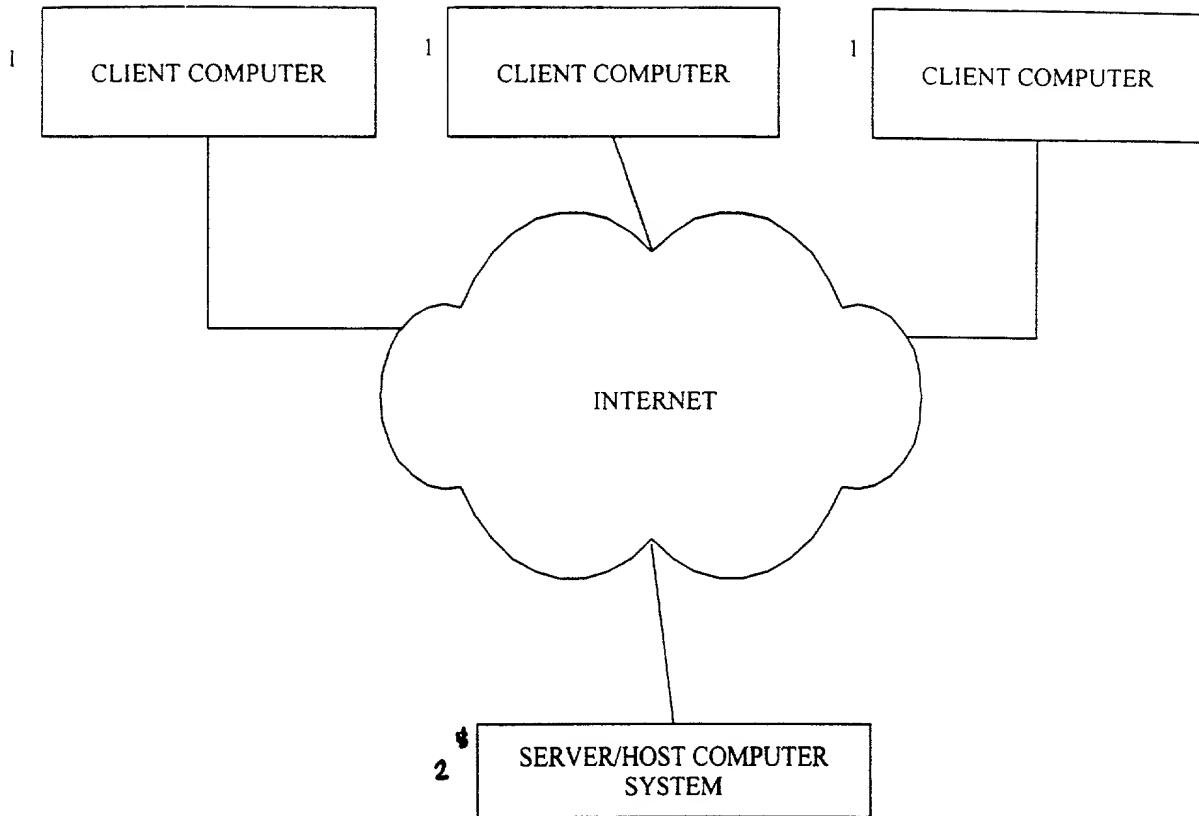 1
CLIENT COMPUTER
1
CLIENT COMPUTER
1
CLIENT COMPUTER
INTERNET
2
SERVER/HOST COMPUTER
SYSTEM